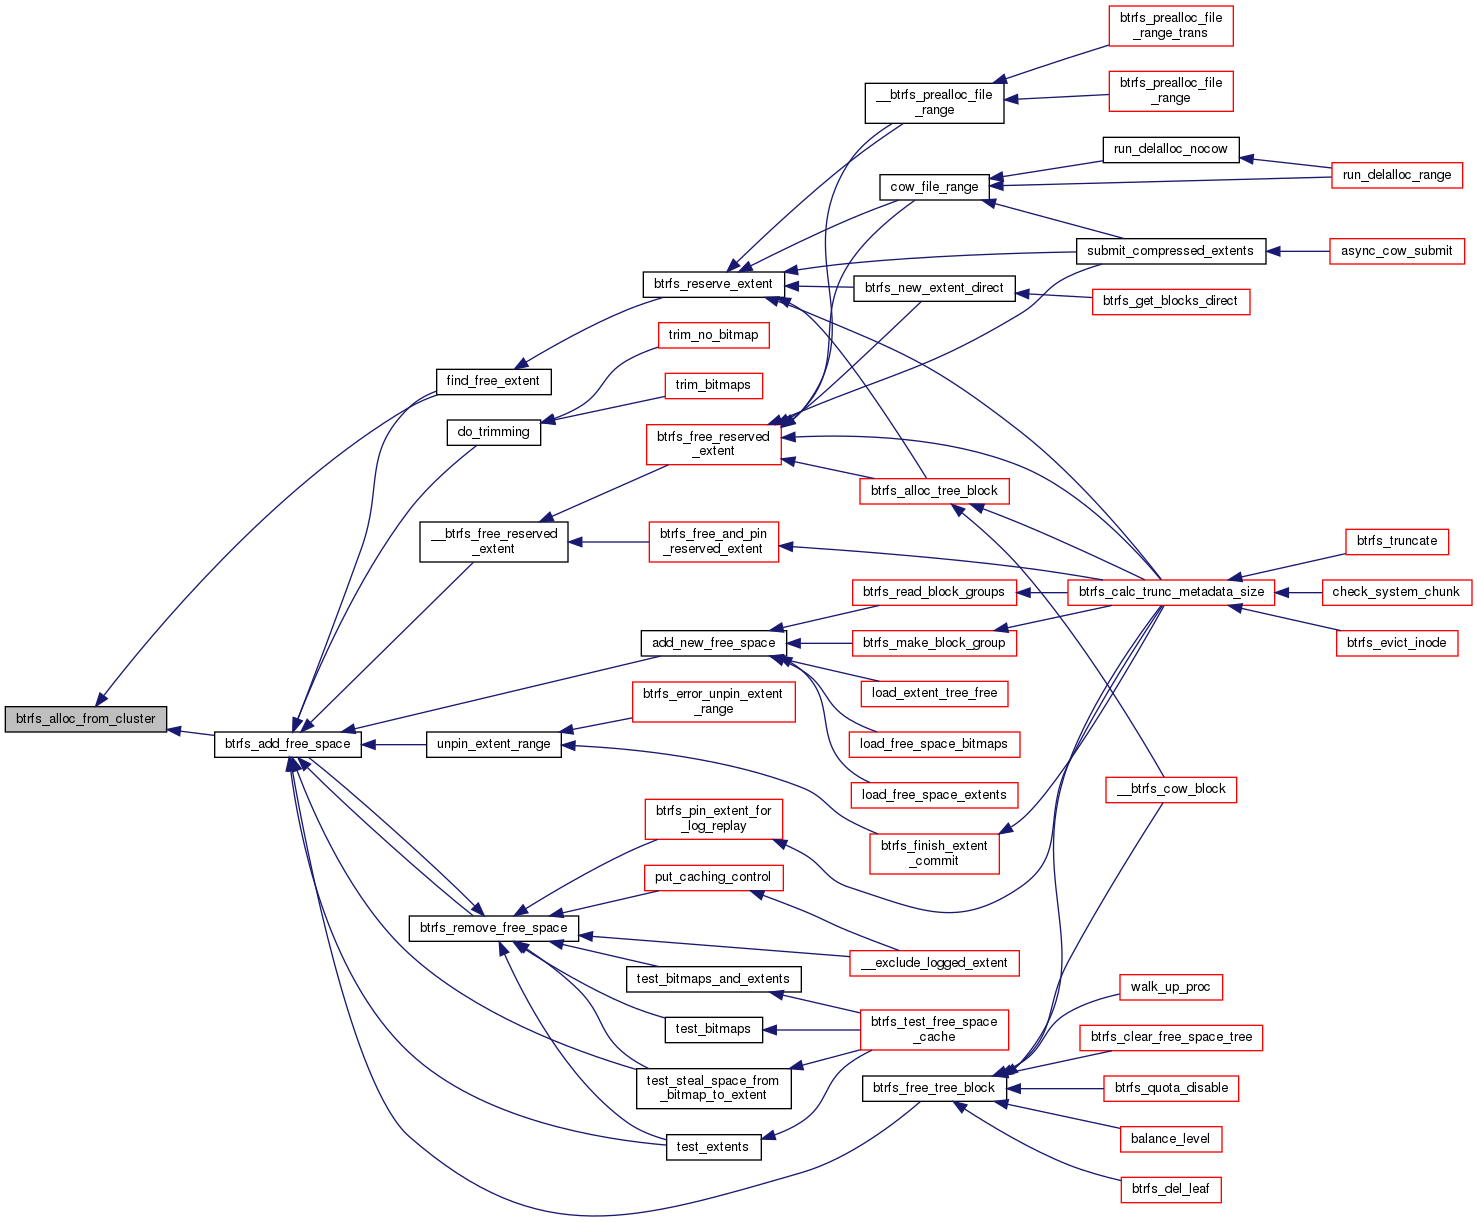 btrfs_prealloc_file
_range_trans
btrfs_prealloc_file
_range
__btrfs_prealloc_file
_range
run_delalloc_nocow
run_delalloc_range
cow_file_range
submit_compressed_extents
async_cow_submit
btrfs_reserve_extent
btrfs_new_extent_direct
btrfs_get_blocks_direct
trim_no_bitmap
find_free_extent
trim_bitmaps
do_trimming
btrfs_free_reserved
_extent
btrfs_alloc_tree_block
__btrfs_free_reserved
_extent
btrfs_free_and_pin
_reserved_extent
btrfs_truncate
btrfs_read_block_groups
btrfs_calc_trunc_metadata_size
check_system_chunk
add_new_free_space
btrfs_make_block_group
btrfs_evict_inode
btrfs_error_unpin_extent
_range
load_extent_tree_free
btrfs_alloc_from_cluster
btrfs_add_free_space
unpin_extent_range
load_free_space_bitmaps
load_free_space_extents
__btrfs_cow_block
btrfs_pin_extent_for
_log_replay
btrfs_finish_extent
_commit
put_caching_control
btrfs_remove_free_space
__exclude_logged_extent
test_bitmaps_and_extents
walk_up_proc
test_bitmaps
btrfs_test_free_space
_cache
btrfs_clear_free_space_tree
test_steal_space_from
_bitmap_to_extent
btrfs_free_tree_block
btrfs_quota_disable
test_extents
balance_level
btrfs_del_leaf